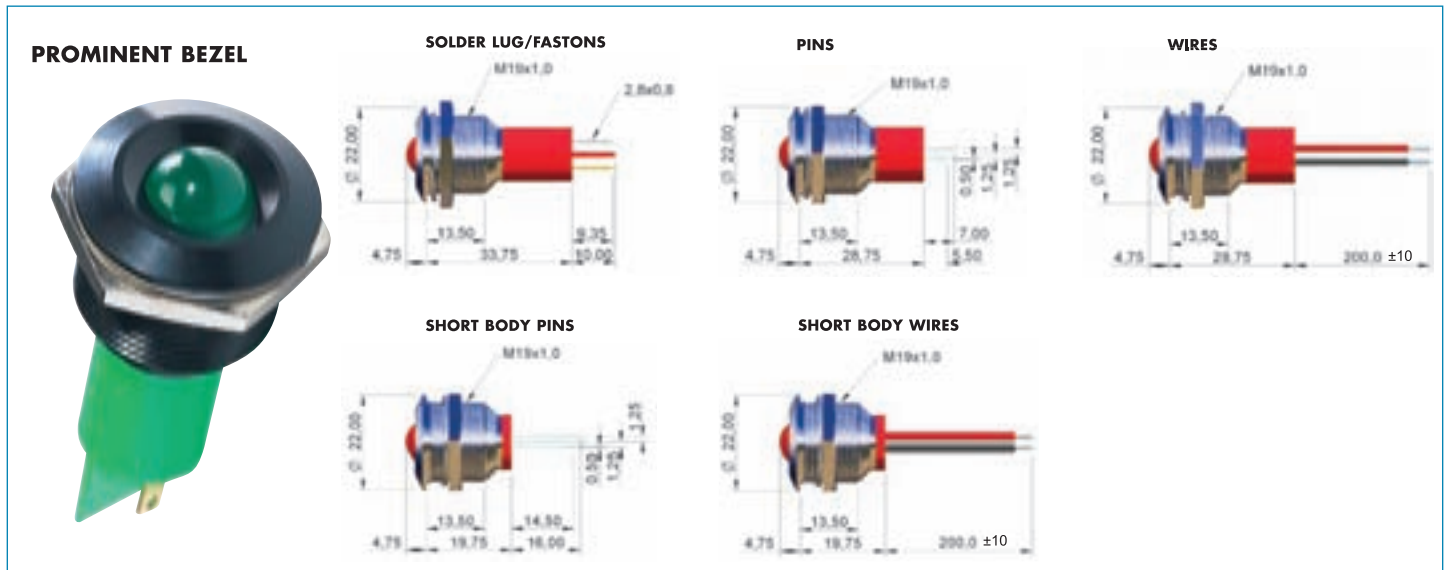 PROMINENT BEZEL
SOLDER LUG/FASTONS
M19x1,0
2,8x0,8
Ø 22,00
13,50
9,35
4,75
33,75
10,00
PINS
M19x1,0
Ø 22,00
0,50
1,25
1,25
13,50
7,00
4,75
28,75
5,50
WIRES
M19x1,0
Ø 22,00
13,50
4,75
28,75
200,0 ±10
SHORT BODY PINS
M19x1,0
Ø 22,00
1,25
0,50
1,25
13,50
14,50
4,75
19,75
16,00
SHORT BODY WIRES
M19x1,0
Ø 22,00
13,50
4,75
19,75
200,0 ±10